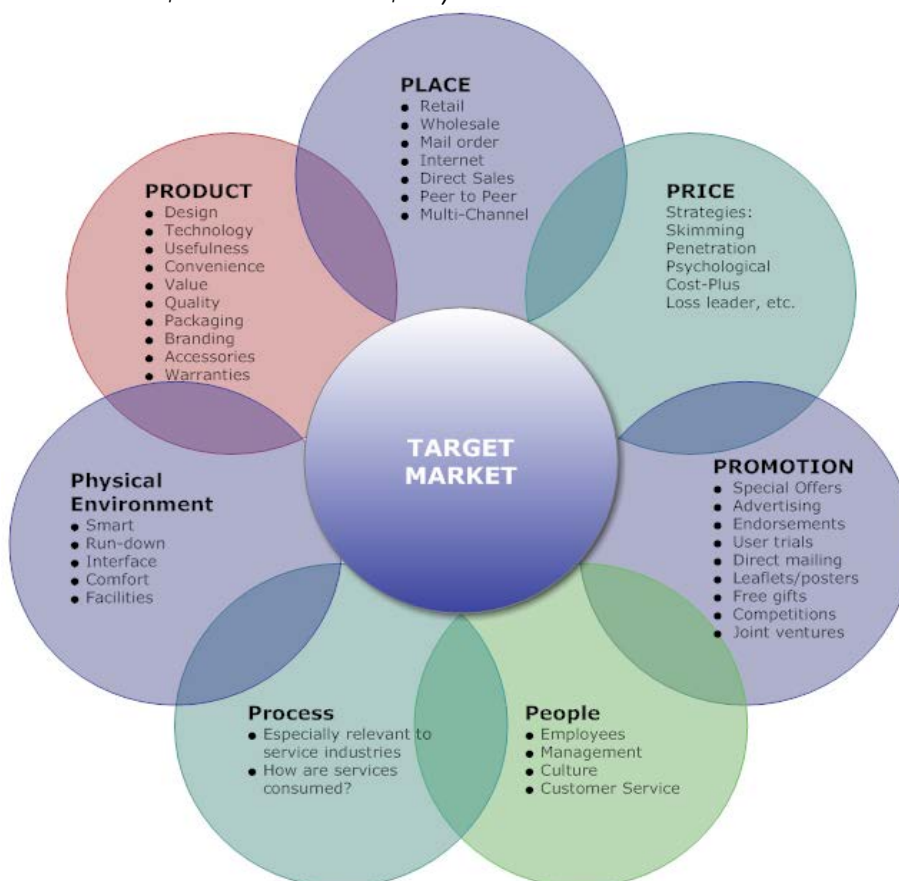 PLACE
● Retail
● Wholesale
● Mail order
● Internet
● Direct Sales
● Peer to Peer
● Multi-Channel
PRODUCT
● Design
● Technology
● Usefulness
● Convenience
● Value
● Quality
● Packaging
● Branding
● Accessories
● Warranties
PRICE
Strategies:
Skimming
Penetration
Psychological
Cost-Plus
Loss leader, etc.
TARGET
MARKET
Physical
Environment
● Smart
● Run-down
● Interface
● Comfort
● Facilities
PROMOTION
● Special Offers
● Advertising
● Endorsements
● User trials
● Direct mailing
● Leaflets/posters
● Free gifts
● Competitions
● Joint ventures
Process
● Especially relevant to
service industries
● How are services
consumed?
People
● Employees
● Management
● Culture
● Customer Service